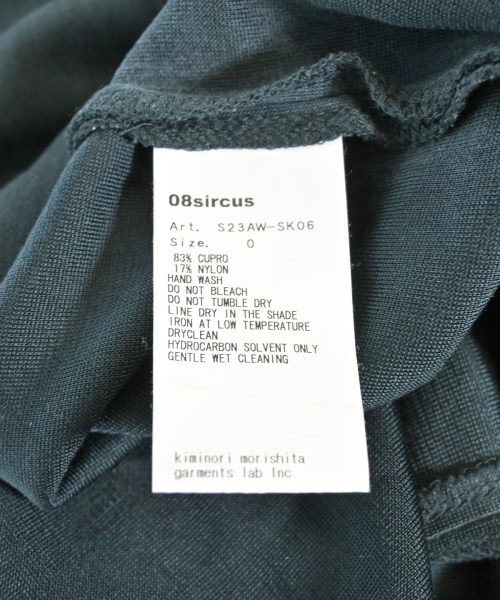 08sircus
Art. S23AW-SK06
Size. 0
83% CUPRO
17% NYLON
HAND WASH
DO NOT BLEACH
DO NOT TUMBLE DRY
LINE DRY IN THE SHADE
IRON AT LOW TEMPERATURE
DRYCLEAN
HYDROCARBON SOLVENT ONLY
GENTLE WET CLEANING
kiminori morishita
garments lab Inc.